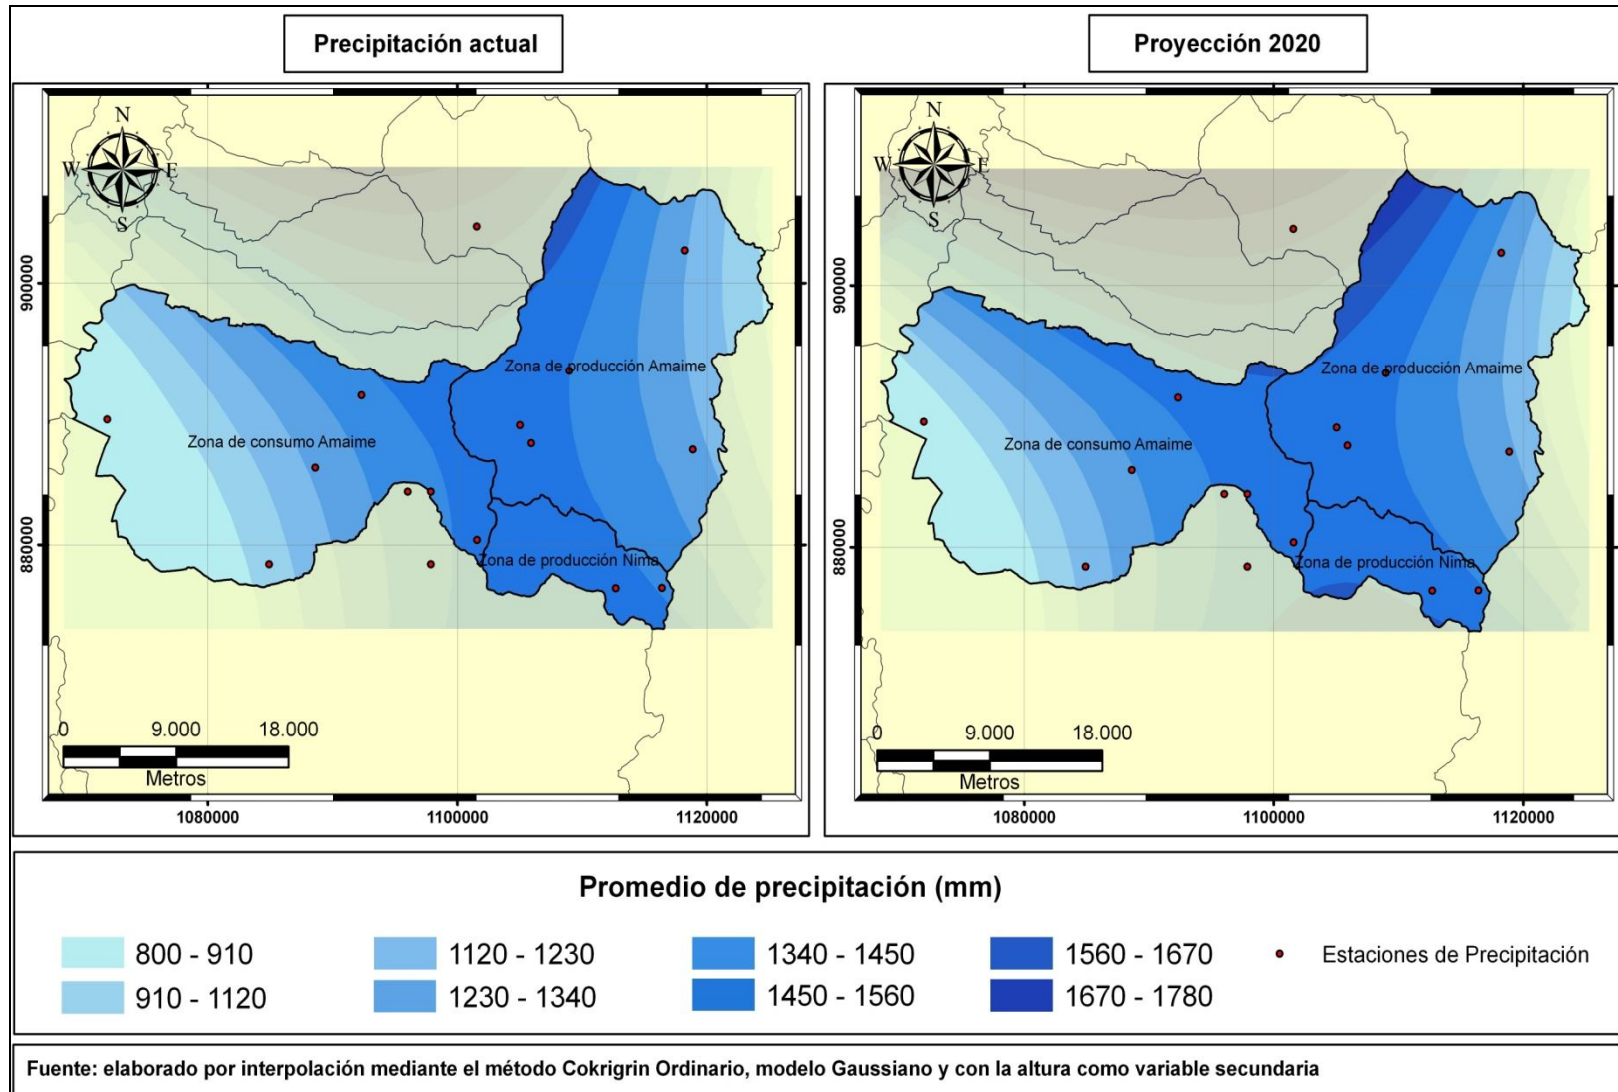 Precipitación actual
Proyección 2020
N
W E
S
N
W E
S
900000
880000
900000
880000
Zona de producción Amaime
Zona de consumo Amaime
Zona de producción Nima
Zona de producción Amaime
Zona de consumo Amaime
Zona de producción Nima
0 9.000 18.000
Metros
0 9.000 18.000
Metros
1080000 1100000 1120000
1080000 1100000 1120000
Promedio de precipitación (mm)
800 - 910
1120 - 1230
1340 - 1450
1560 - 1670
Estaciones de Precipitación
910 - 1120
1230 - 1340
1450 - 1560
1670 - 1780
Fuente: elaborado por interpolación mediante el método Cokrigrin Ordinario, modelo Gaussiano y con la altura como variable secundaria